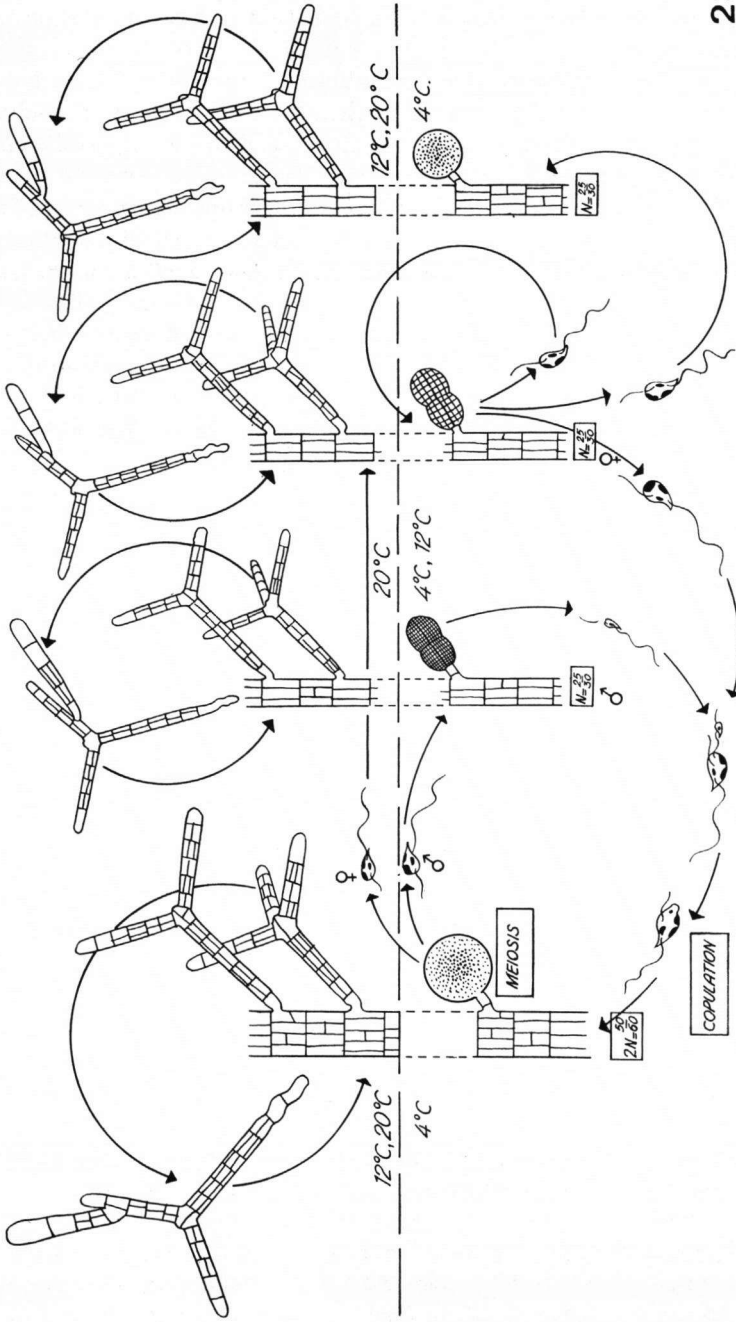 12°C,20°C
20°C
12°C,20°C
4°C
4°C, 12°C
4°C.
♀
♂
MEIOSIS
2N=50/60
N=25/30
♂
N=25/30
♀
N=25/30
COPULATION
2